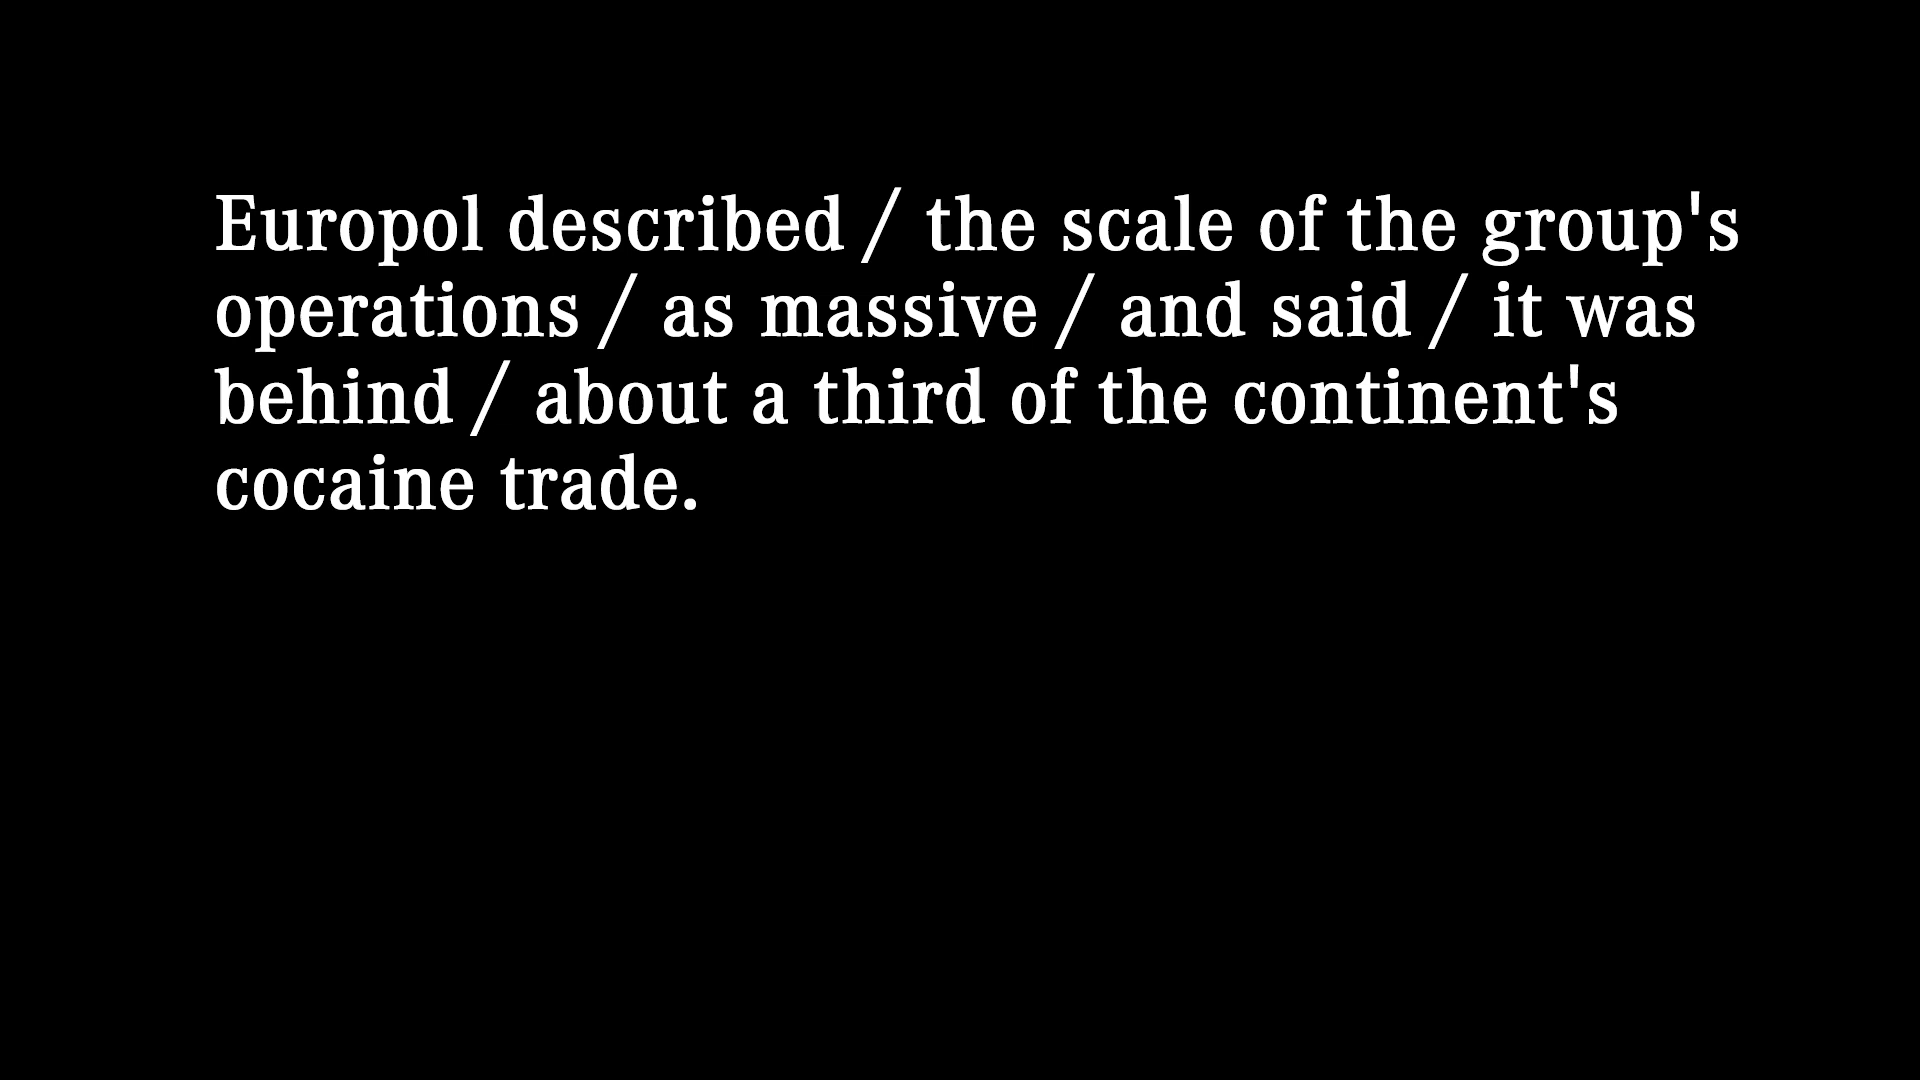 Europol described / the scale of the group's
operations / as massive / and said / it was
behind / about a third of the continent's
cocaine trade.